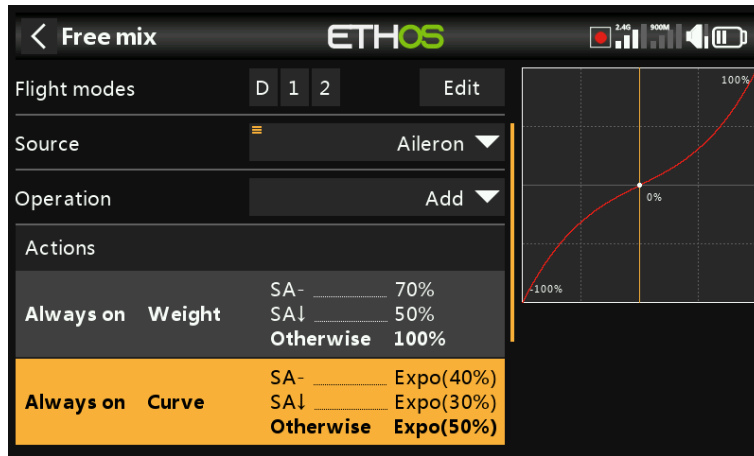 Free mix
ETHOS
2.4G
900M
Flight modes D 1 2 Edit
Source Aileron
Operation Add
Actions
Always on Weight
SA- 70%
SA↓ 50%
Otherwise 100%
Always on Curve
SA- Expo(40%)
SA↓ Expo(30%)
Otherwise Expo(50%)
100%
0%
-100%